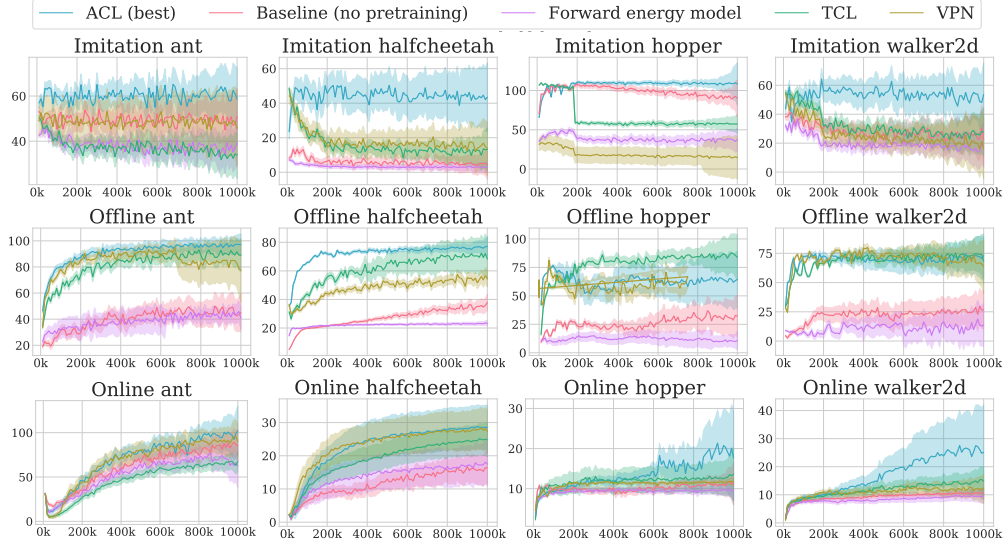 ACL (best) Baseline (no pretraining) Forward energy model TCL VPN
Imitation ant Imitation halfcheetah Imitation hopper Imitation walker2d
60 40
0k 200k 400k 600k 800k 1000k
60 40 20 0
0k 200k 400k 600k 800k 1000k
100 50 0
0k 200k 400k 600k 800k 1000k
60 40 20 0
0k 200k 400k 600k 800k 1000k
Offline ant Offline halfcheetah Offline hopper Offline walker2d
100 80 60 40 20
0k 200k 400k 600k 800k 1000k
80 60 40 20
0k 200k 400k 600k 800k 1000k
100 75 50 25 0
0k 200k 400k 600k 800k 1000k
75 50 25 0
0k 200k 400k 600k 800k 1000k
Online ant Online halfcheetah Online hopper Online walker2d
100 50 0
0k 200k 400k 600k 800k 1000k
30 20 10 0
0k 200k 400k 600k 800k 1000k
30 20 10
0k 200k 400k 600k 800k 1000k
40 30 20 10 0
0k 200k 400k 600k 800k 1000k